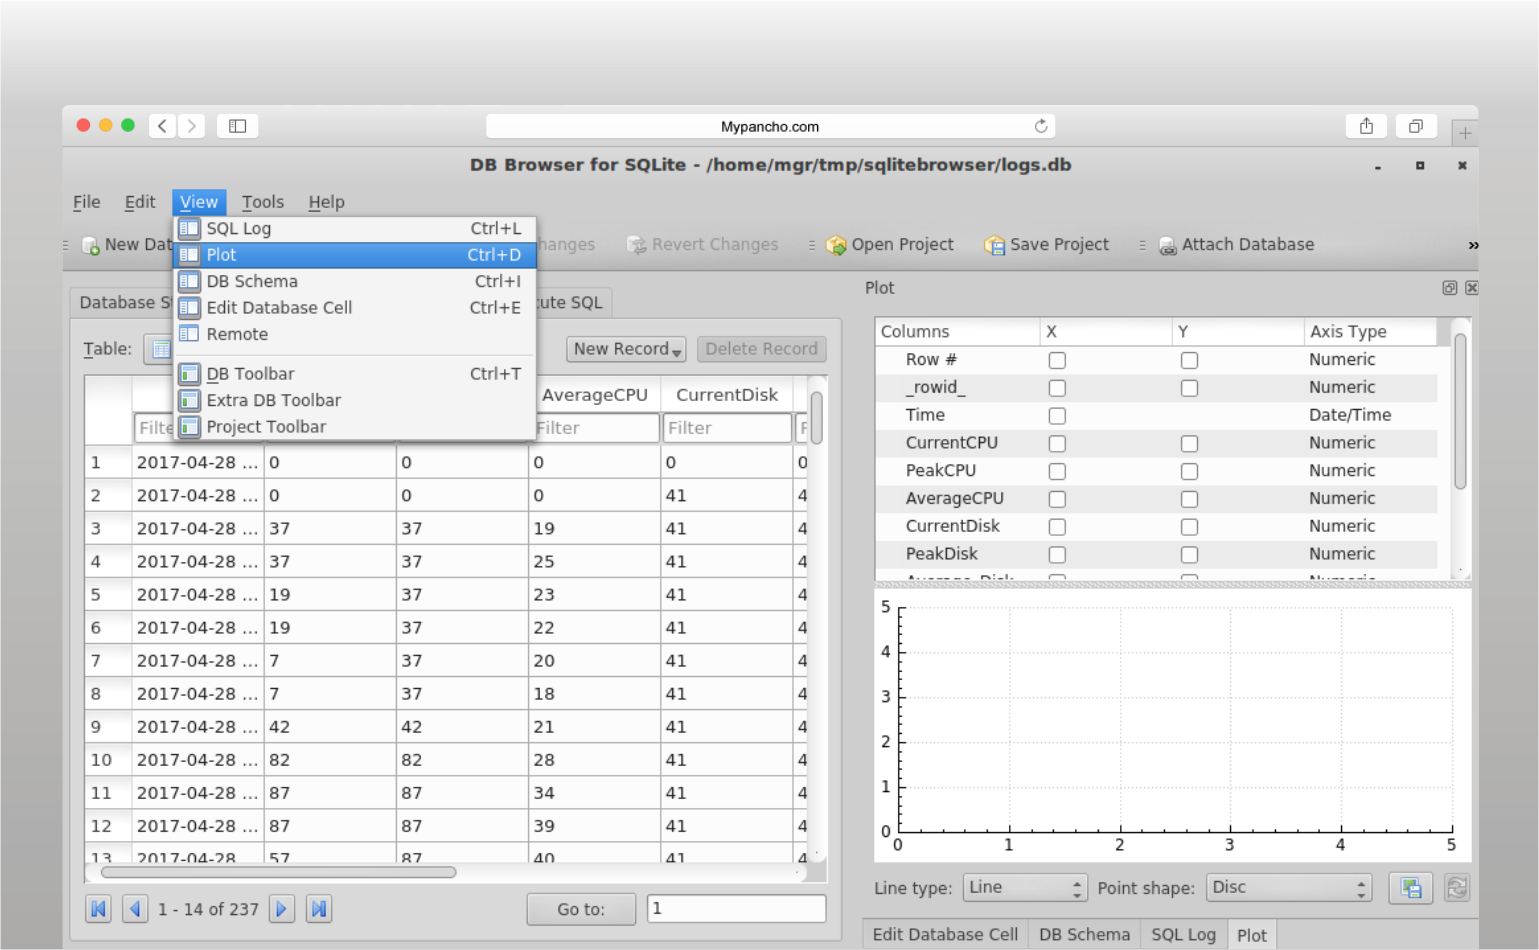 Mypancho.com
DB Browser for SQLite - /home/mgr/tmp/sqlitebrowser/logs.db
File Edit View Tools Help
New Dat hanges Revert Changes Open Project Save Project Attach Database »
SQL Log Ctrl+L
Plot Ctrl+D
DB Schema Ctrl+I
Edit Database Cell Ctrl+E
Remote
DB Toolbar Ctrl+T
Extra DB Toolbar
Project Toolbar
Database S cute SQL
Table: New Record Delete Record
AverageCPU CurrentDisk
Filte Filter Filter F
1 2017-04-28 ... 0 0 0 0 0
2 2017-04-28 ... 0 0 0 41 4
3 2017-04-28 ... 37 37 19 41 4
4 2017-04-28 ... 37 37 25 41 4
5 2017-04-28 ... 19 37 23 41 4
6 2017-04-28 ... 19 37 22 41 4
7 2017-04-28 ... 7 37 20 41 4
8 2017-04-28 ... 7 37 18 41 4
9 2017-04-28 ... 42 42 21 41 4
10 2017-04-28 ... 82 82 28 41 4
11 2017-04-28 ... 87 87 34 41 4
12 2017-04-28 ... 87 87 39 41 4
13 2017-04-28 57 87 40 41 4
1 - 14 of 237 Go to: 1
Plot
Columns X Y Axis Type
Row # Numeric
_rowid_ Numeric
Time Date/Time
CurrentCPU Numeric
PeakCPU Numeric
AverageCPU Numeric
CurrentDisk Numeric
PeakDisk Numeric
5
4
3
2
1
0
0 1 2 3 4 5
Line type: Line Point shape: Disc
Edit Database Cell DB Schema SQL Log Plot